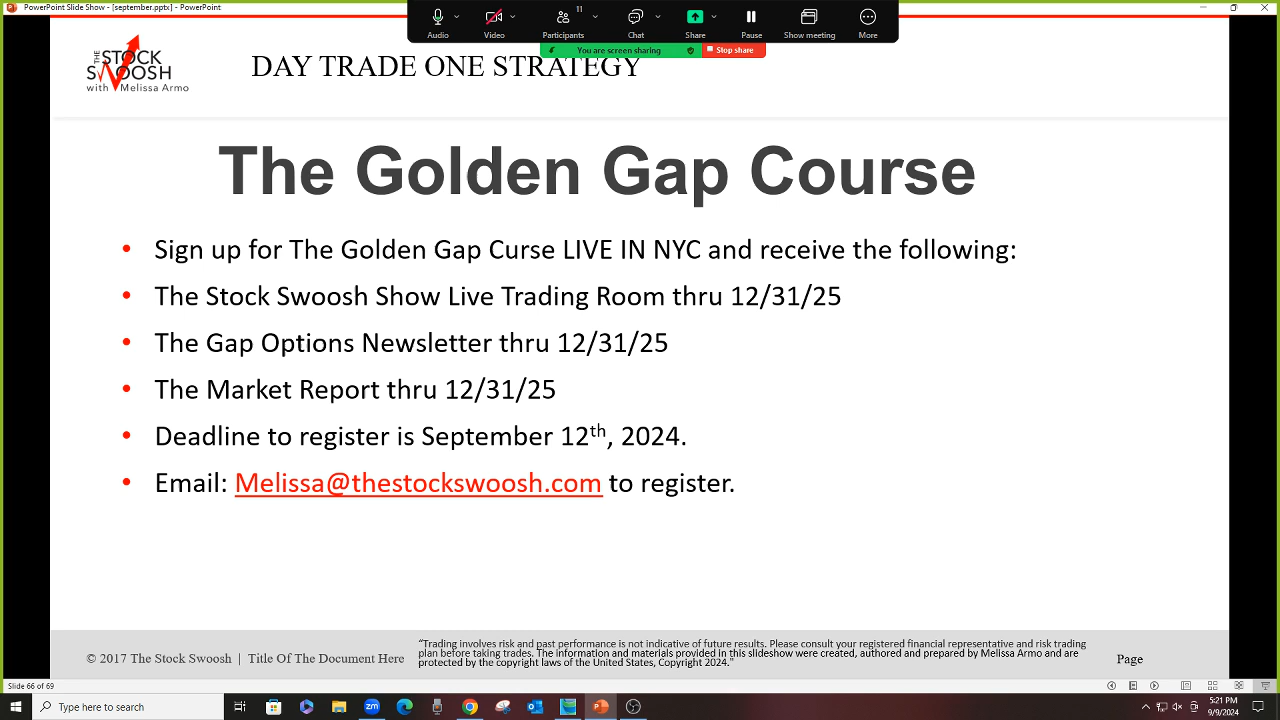 PowerPoint Slide Show - [september.pptx] - PowerPoint
11
Audio
Video
Participants
Chat
Share
Pause
Show meeting
More
You are screen sharing
Stop share
THE
STOCK
SWOOSH
with Melissa Armo
DAY TRADE ONE STRATEGY
The Golden Gap Course
• Sign up for The Golden Gap Curse LIVE IN NYC and receive the following:
• The Stock Swoosh Show Live Trading Room thru 12/31/25
• The Gap Options Newsletter thru 12/31/25
• The Market Report thru 12/31/25
• Deadline to register is September 12th, 2024.
• Email: Melissa@thestockswoosh.com to register.
© 2017 The Stock Swoosh | Title Of The Document Here
"Trading involves risk and past performance is not indicative of future results. Please consult your registered financial representative and risk trading
plan before taking trades. The information and materials provided in this slideshow were created, authored and prepared by Melissa Armo and are
protected by the copyright laws of the United States, Copyright 2024."
Page
Slide 66 of 69
Type here to search
5:21 PM
9/9/2024